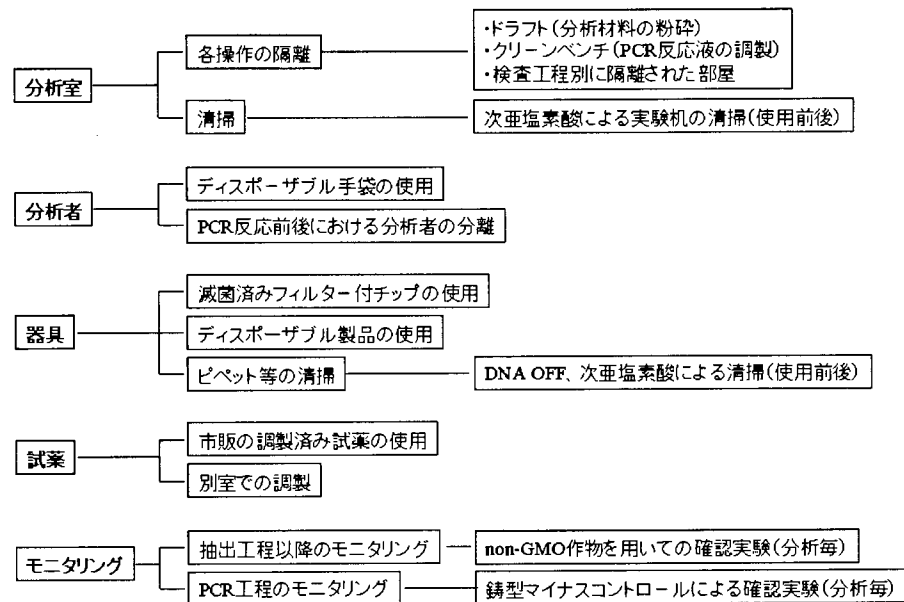 分析室
各操作の隔離
・ドラフト(分析材料の粉砕)
・クリーンベンチ(PCR反応液の調製)
・検査工程別に隔離された部屋
清掃
次亜塩素酸による実験机の清掃(使用前後)
分析者
ディスポーザブル手袋の使用
PCR反応前後における分析者の分離
器具
滅菌済みフィルター付チップの使用
ディスポーザブル製品の使用
ピペット等の清掃
DNA OFF、次亜塩素酸による清掃(使用前後)
試薬
市販の調製済み試薬の使用
別室での調製
モニタリング
抽出工程以降のモニタリング
non-GMO作物を用いての確認実験(分析毎)
PCR工程のモニタリング
鋳型マイナスコントロールによる確認実験(分析毎)